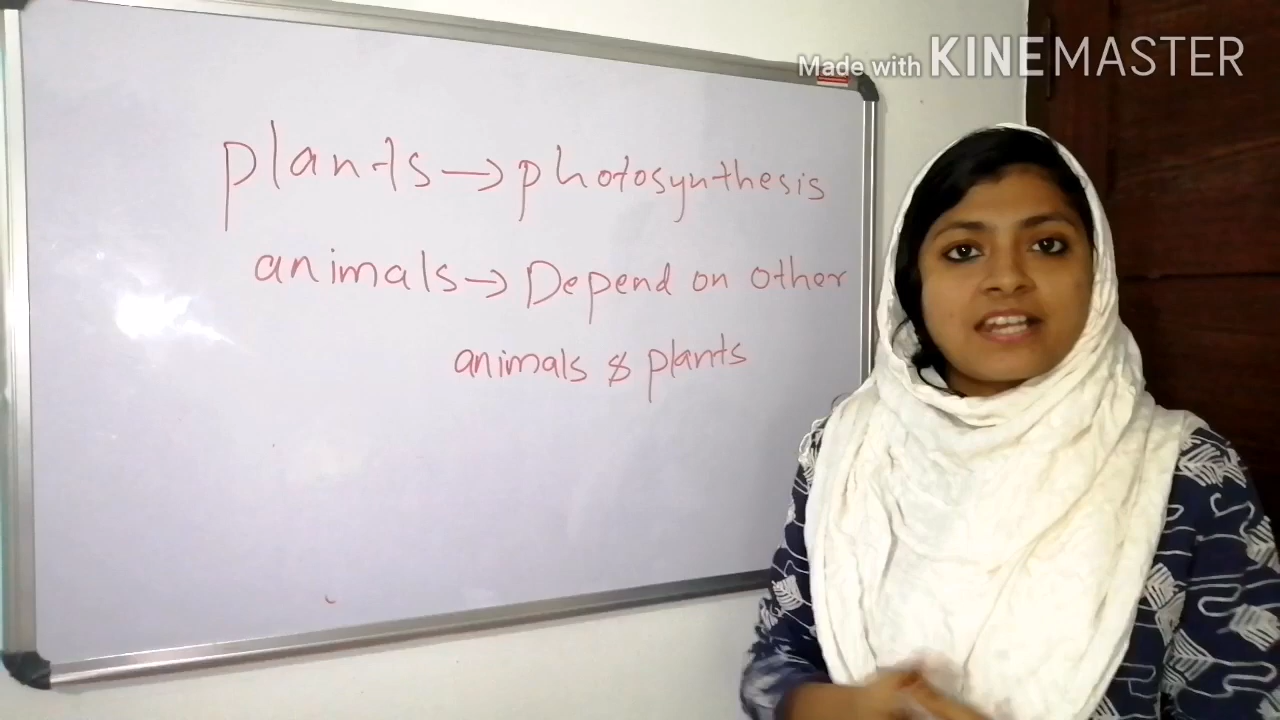 Made with KINEMASTER
plants → photosynthesis
animals → Depend on other
animals & plants